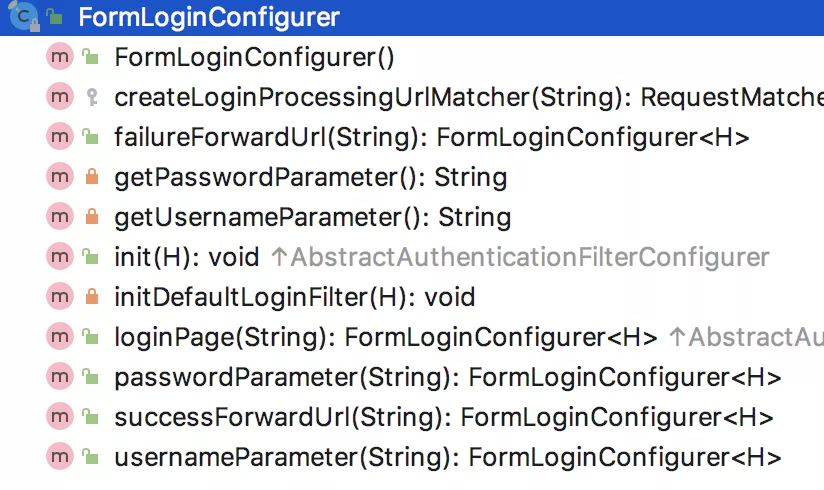 C FormLoginConfigurer
m FormLoginConfigurer()
m createLoginProcessingUrlMatcher(String): RequestMatche
m failureForwardUrl(String): FormLoginConfigurer<H>
m getPasswordParameter(): String
m getUsernameParameter(): String
m init(H): void ↑AbstractAuthenticationFilterConfigurer
m initDefaultLoginFilter(H): void
m loginPage(String): FormLoginConfigurer<H> ↑AbstractAu
m passwordParameter(String): FormLoginConfigurer<H>
m successForwardUrl(String): FormLoginConfigurer<H>
m usernameParameter(String): FormLoginConfigurer<H>